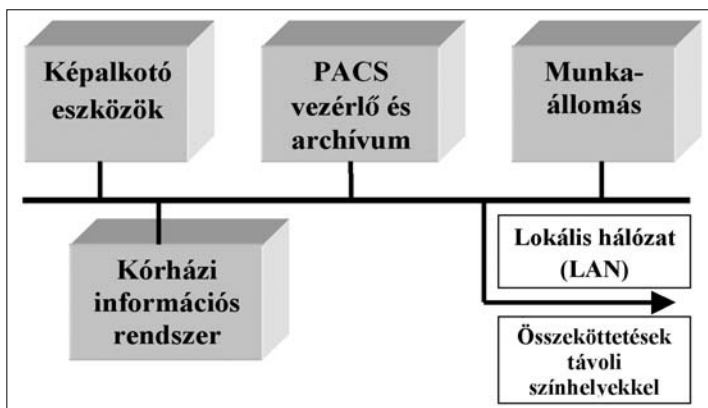 Képalkotó
eszközök
PACS
vezérlő és
archívum
Munka-
állomás
Kórházi
információs
rendszer
Lokális hálózat
(LAN)
Összeköttetések
távoli
színhelyekkel